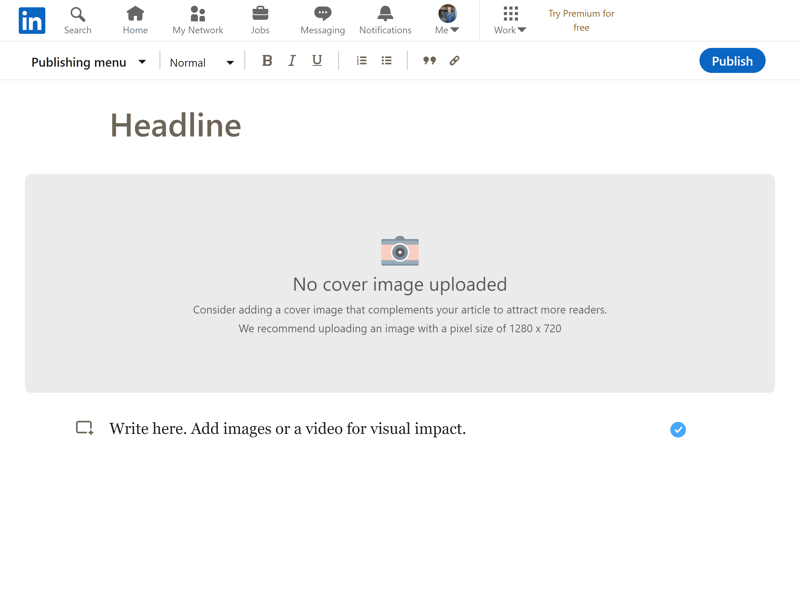 in
Search
Home
My Network
Jobs
Messaging
Notifications
Me
Work
Try Premium for
free
Publishing menu
Normal
B I U
Publish
Headline
No cover image uploaded
Consider adding a cover image that complements your article to attract more readers.
We recommend uploading an image with a pixel size of 1280 x 720
Write here. Add images or a video for visual impact.